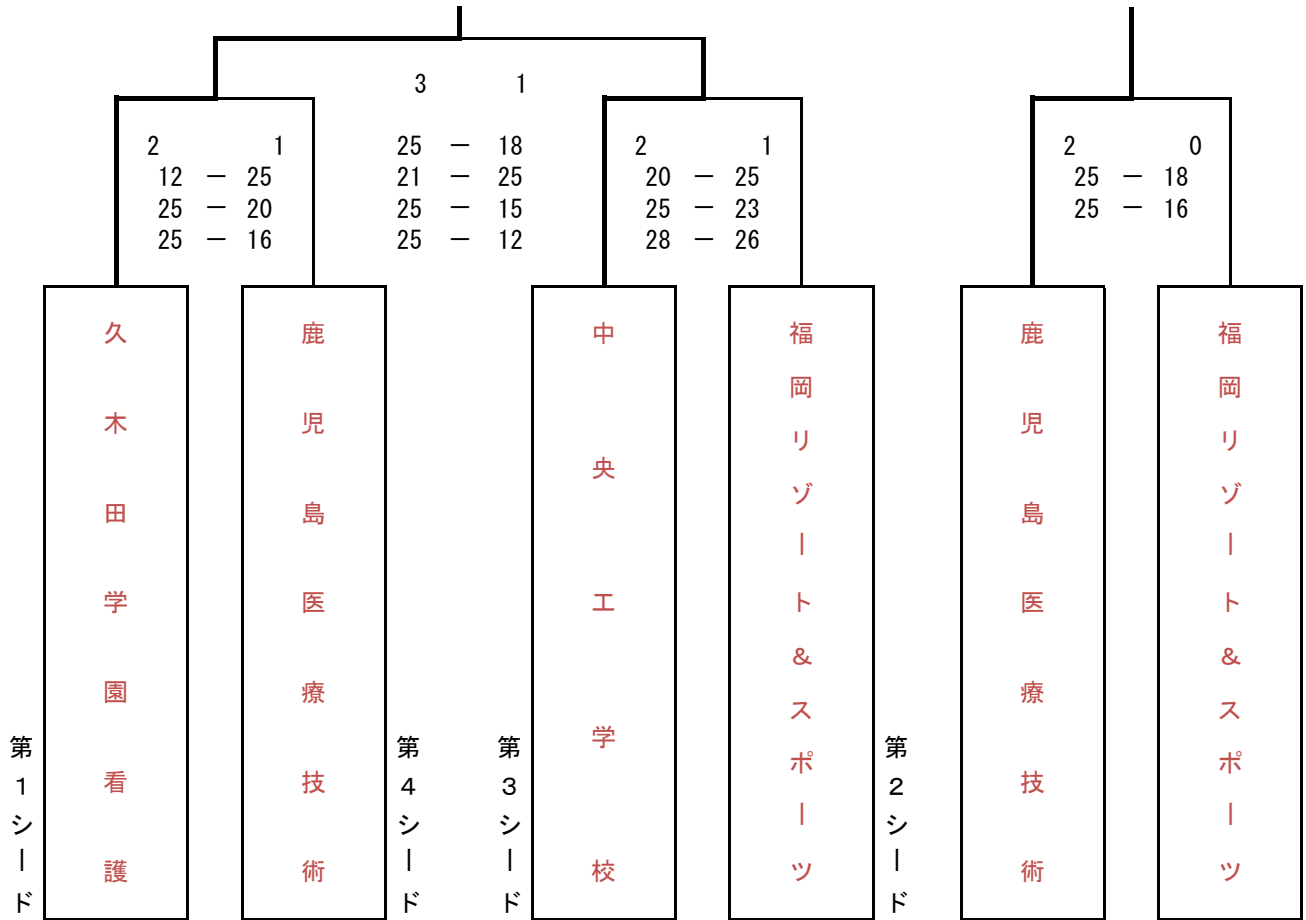 3 1
2 1
12 － 25
25 － 20
25 － 16
25 － 18
21 － 25
25 － 15
25 － 12
2 1
20 － 25
25 － 23
28 － 26
2 0
25 － 18
25 － 16
第１シード
久木田学園看護
鹿児島医療技術
第４シード
第３シード
中央工学校
福岡リゾート＆スポーツ
第２シード
鹿児島医療技術
福岡リゾート＆スポーツ